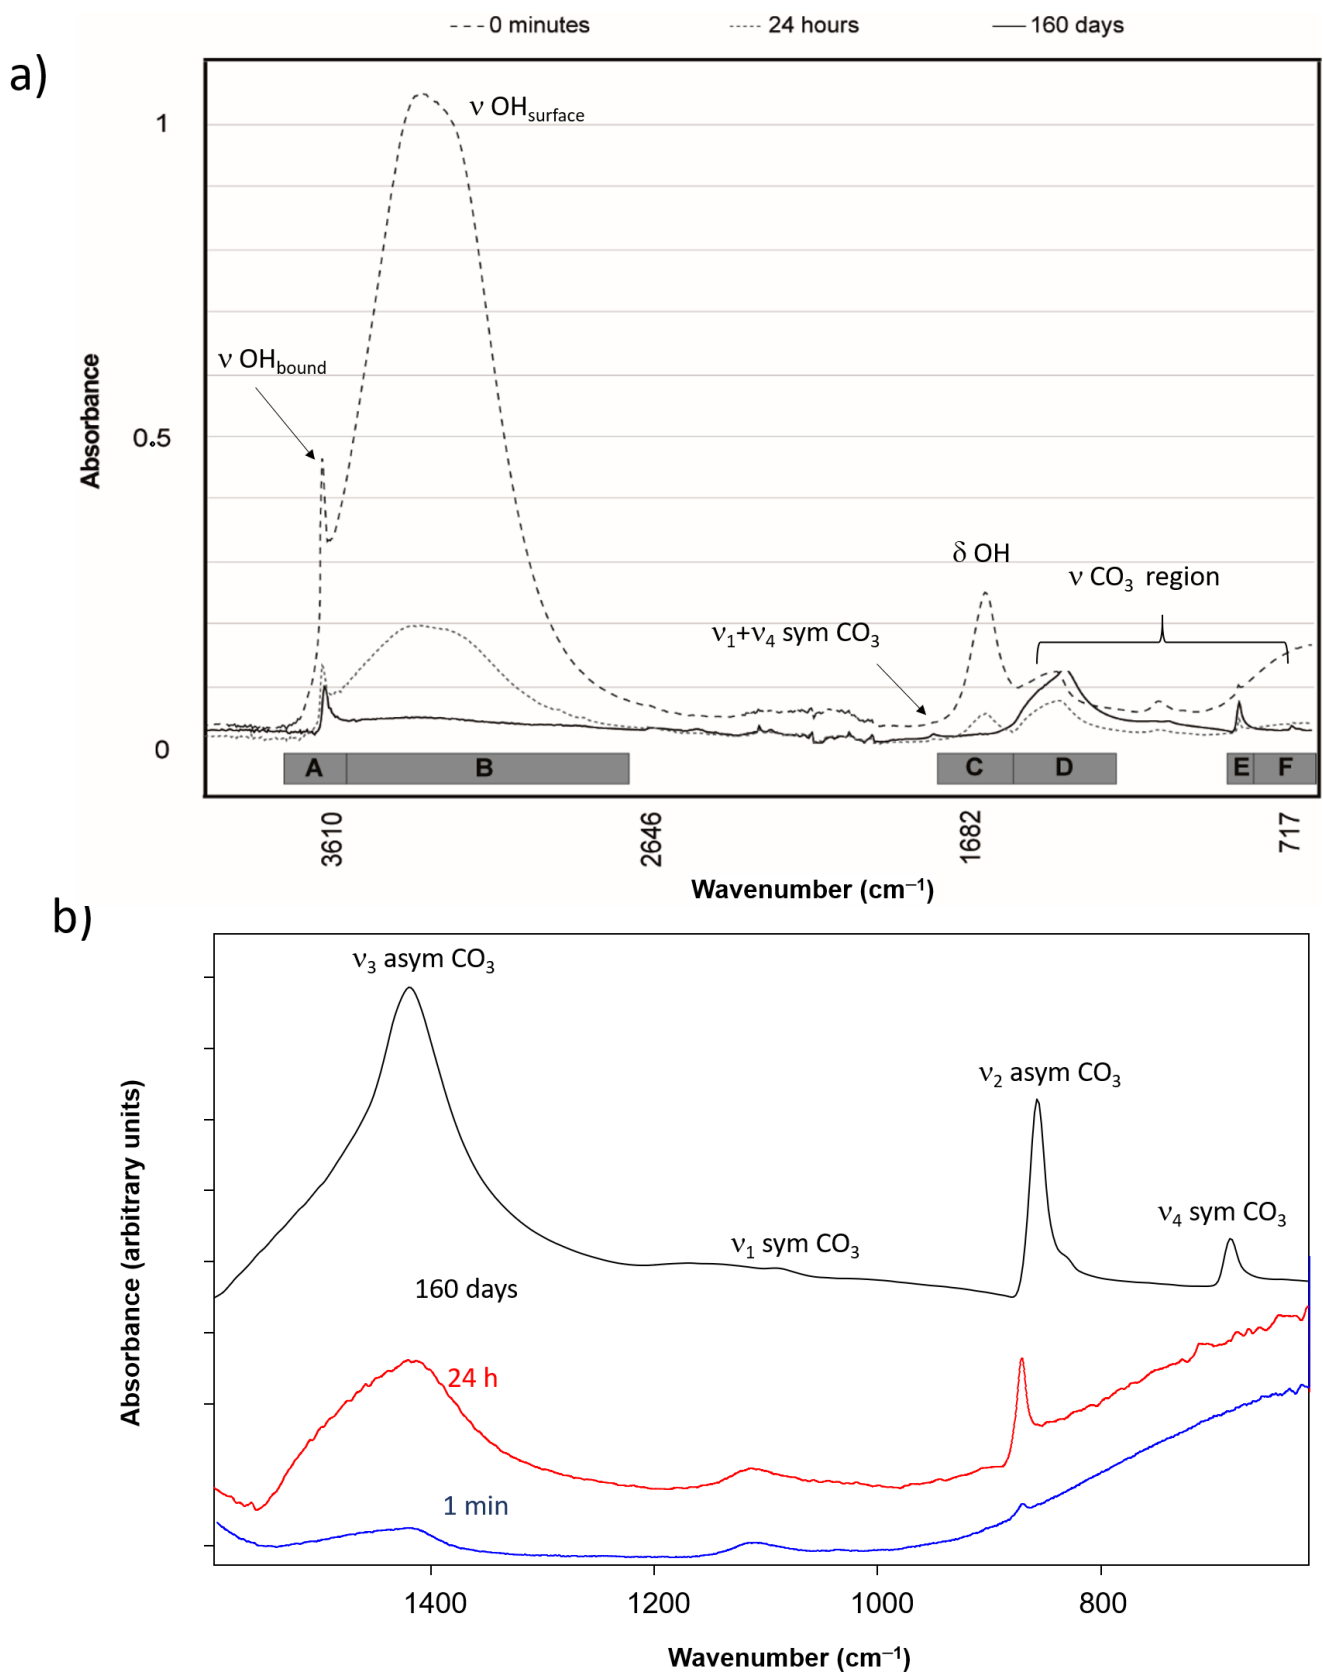 --- 0 minutes ------ 24 hours — 160 days
a)
ν OHsurface
1
ν OHbound
0.5
Absorbance
δ OH
ν CO3 region
ν1+ν4 sym CO3
0
A B C D E F
3610 2646 1682 717
Wavenumber (cm–1)
b)
ν3 asym CO3
ν2 asym CO3
ν4 sym CO3
ν1 sym CO3
160 days
24 h
1 min
Absorbance (arbitrary units)
1400 1200 1000 800
Wavenumber (cm–1)